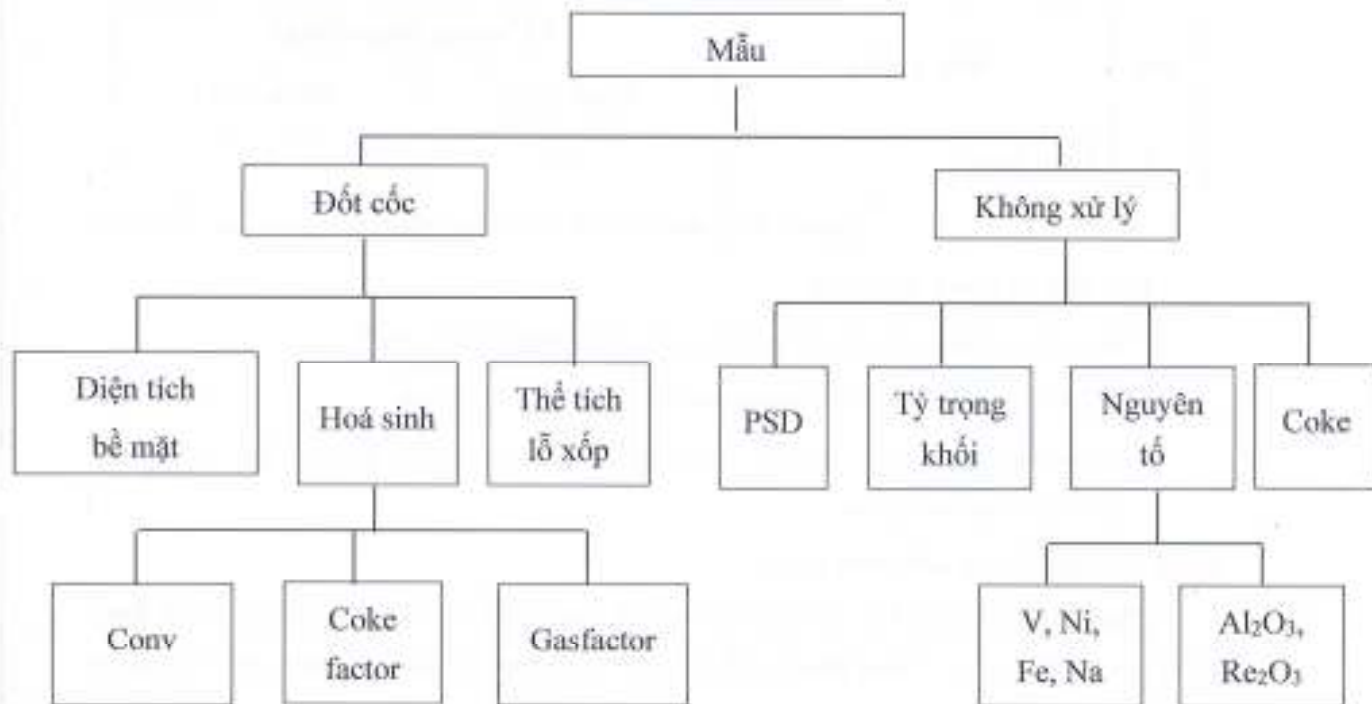 Mẫu
Đốt cốc
Không xử lý
Diện tích
bề mặt
Hoá sinh
Thể tích
lỗ xốp
PSD
Tỷ trọng
khối
Nguyên
tố
Coke
Conv
Coke
factor
Gasfactor
V, Ni,
Fe, Na
Al₂O₃,
Re₂O₃